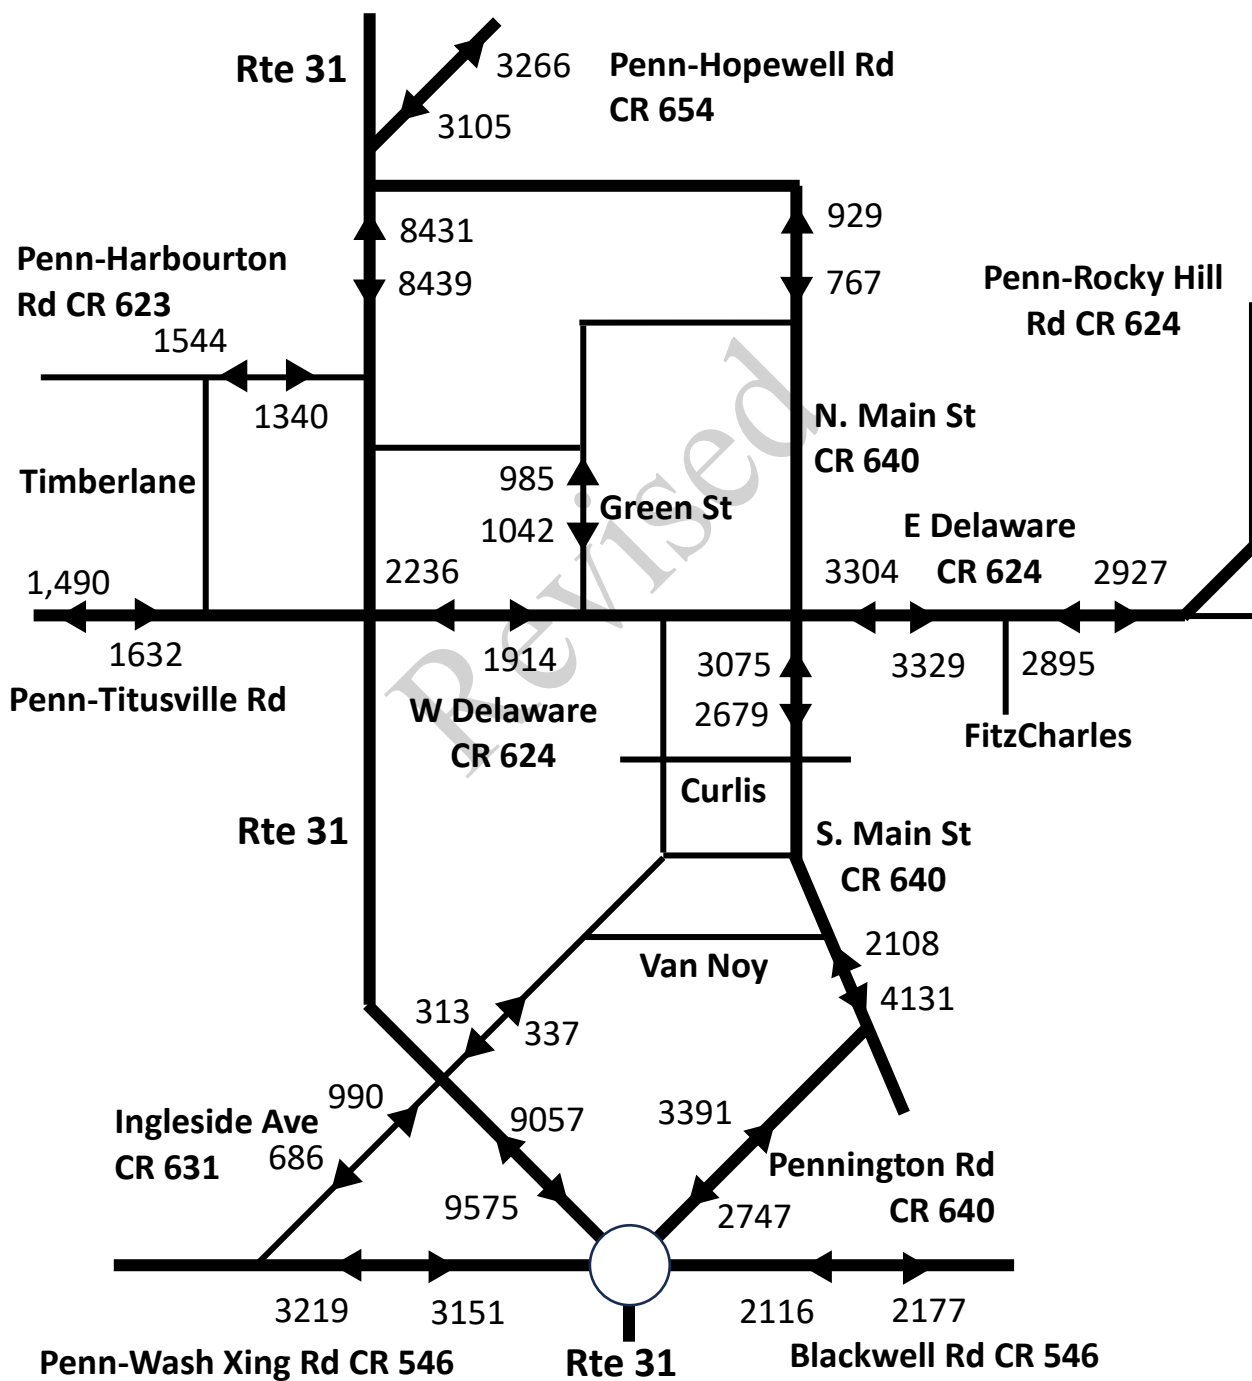 Rte 31
3266
3105
Penn-Hopewell Rd
CR 654
8431
8439
929
767
Penn-Harbourton
Rd CR 623
1544
1340
Penn-Rocky Hill
Rd CR 624
N. Main St
CR 640
Timberlane
985
1042
Green St
Revised
E Delaware
CR 624
1,490
1632
Penn-Titusville Rd
2236
1914
W Delaware
CR 624
3304
3329
2927
2895
FitzCharles
3075
2679
Curlis
Rte 31
S. Main St
CR 640
Van Noy
2108
4131
313
337
990
686
Ingleside Ave
CR 631
9057
9575
3391
2747
Pennington Rd
CR 640
3219
3151
2116
2177
Penn-Wash Xing Rd CR 546
Rte 31
Blackwell Rd CR 546